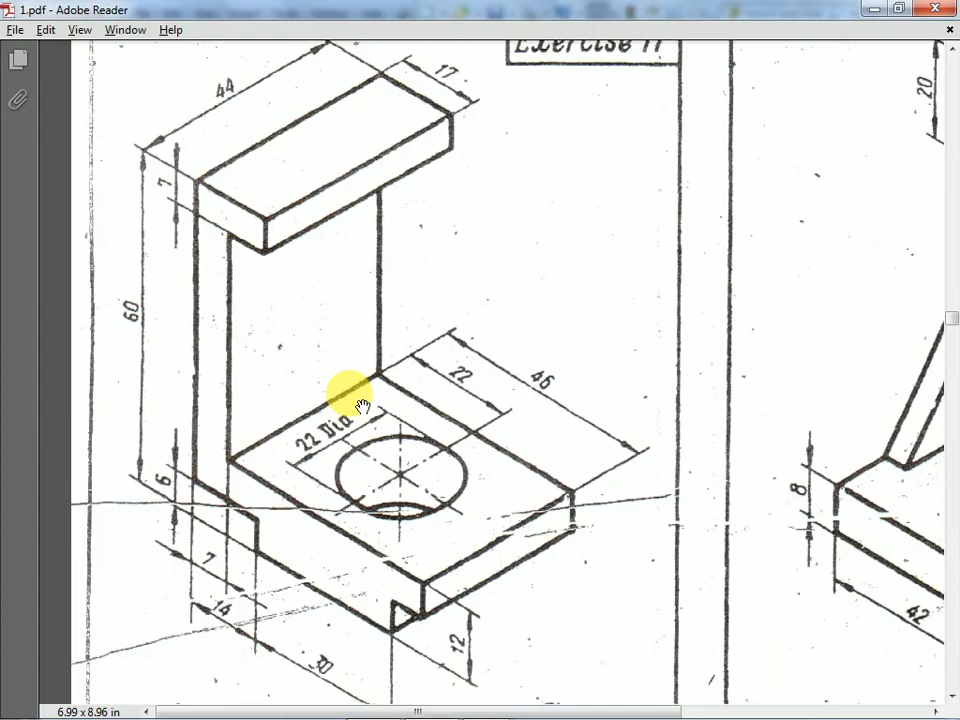 1.pdf - Adobe Reader
File Edit View Window Help
Exercise 11
44
17
20
7
60
22
46
22 Dia
6
8
7
14
12
42
30
6.99 x 8.96 in